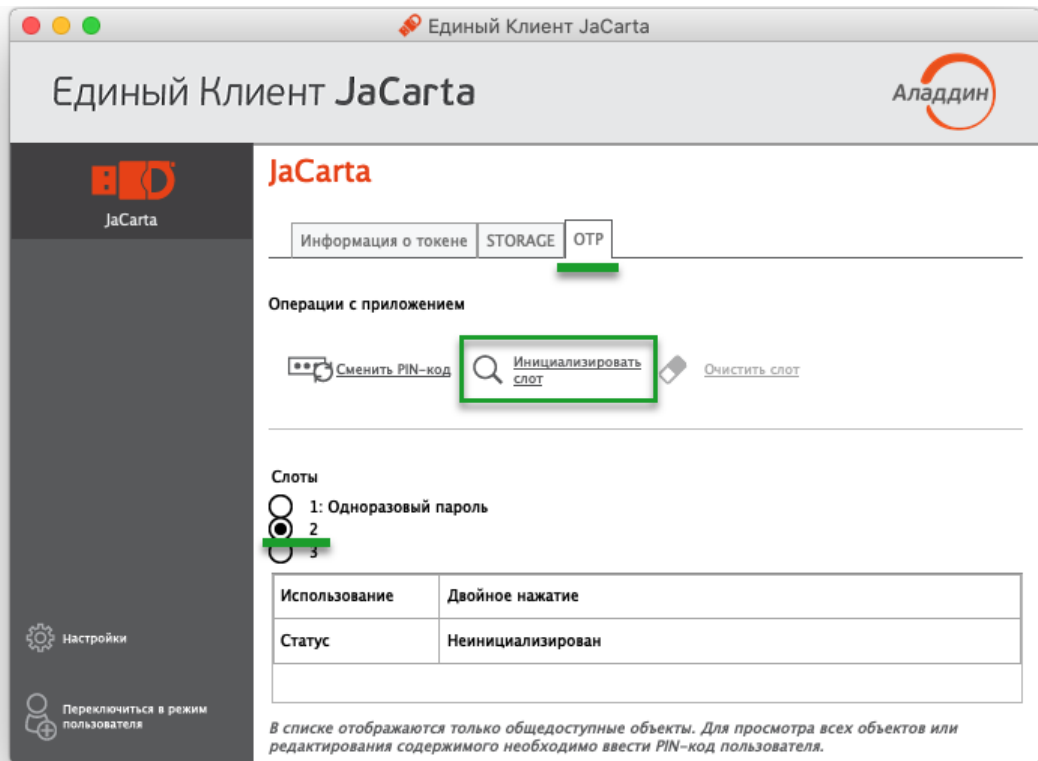 Единый Клиент JaCarta
Единый Клиент JaCarta
Аладдин
JaCarta
JaCarta
Информация о токене STORAGE OTP
Операции с приложением
Сменить PIN-код
Инициализировать
слот
Очистить слот
Слоты
1: Одноразовый пароль
2
3
Использование Двойное нажатие
Статус Неинициализирован
Настройки
Переключиться в режим
пользователя
В списке отображаются только общедоступные объекты. Для просмотра всех объектов или
редактирования содержимого необходимо ввести PIN-код пользователя.